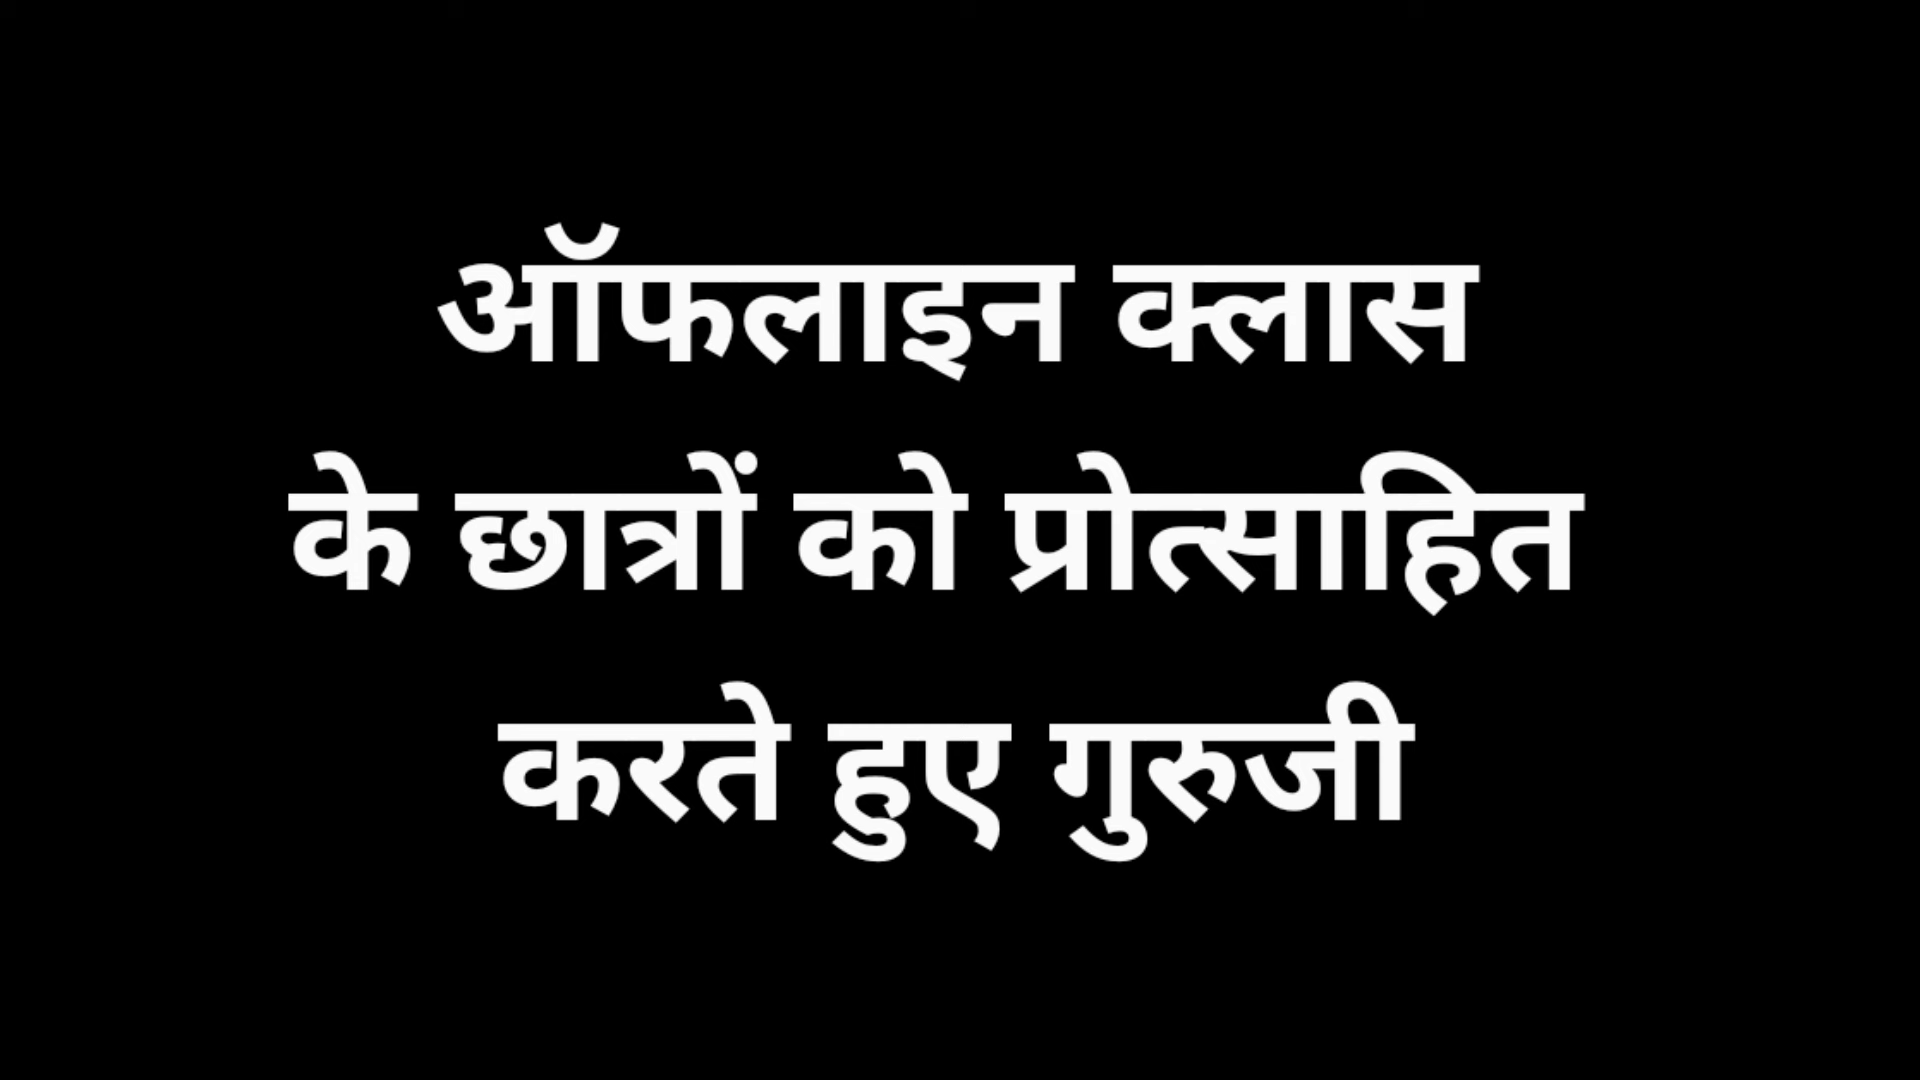 ऑफलाइन क्लास
के छात्रों को प्रोत्साहित
करते हुए गुरुजी